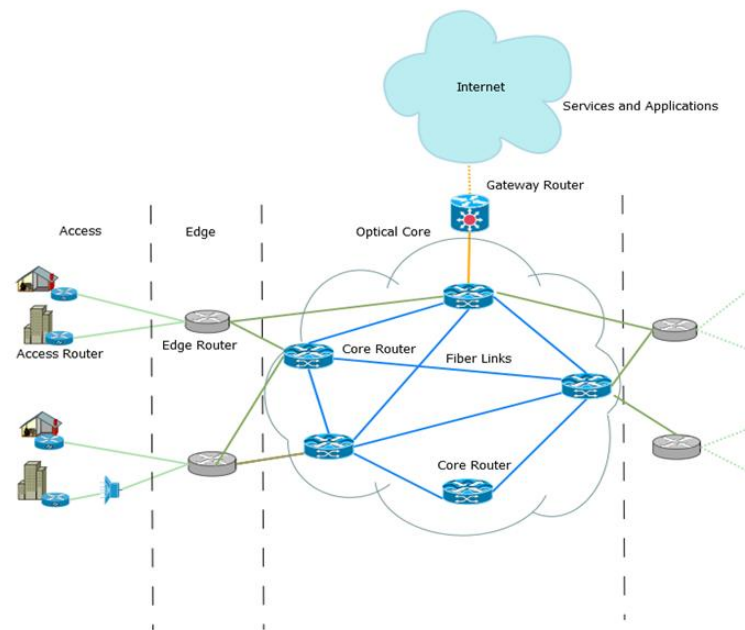 Internet
Services and Applications
Gateway Router
Access
Edge
Optical Core
Access Router
Edge Router
Core Router
Fiber Links
Core Router